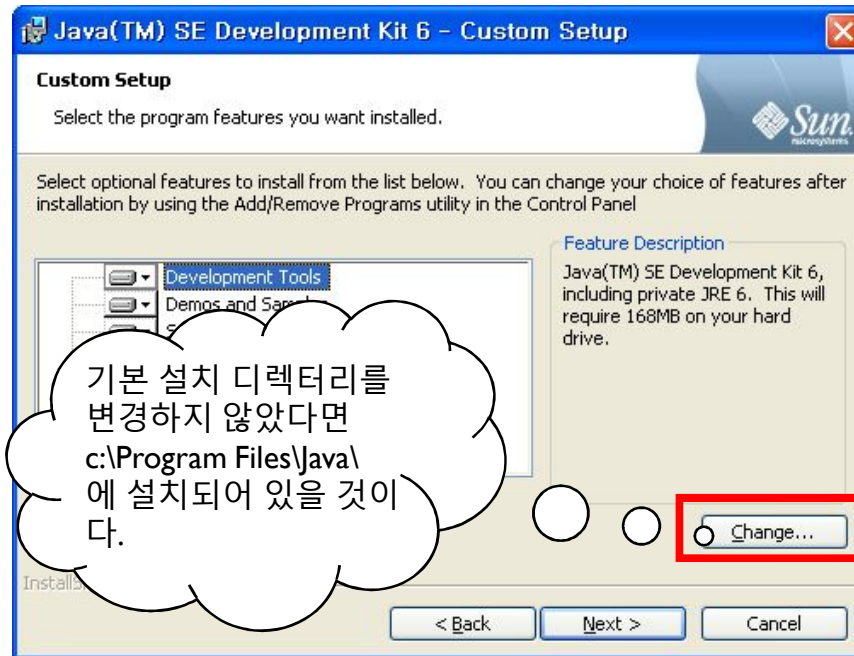 Java(TM) SE Development Kit 6 - Custom Setup
Custom Setup
Select the program features you want installed.
Sun
microsystems
Select optional features to install from the list below. You can change your choice of features after
installation by using the Add/Remove Programs utility in the Control Panel
Development Tools
Demos and
Feature Description
Java(TM) SE Development Kit 6,
including private JRE 6. This will
require 168MB on your hard
drive.
기본 설치 디렉터리를
변경하지 않았다면
c:\Program Files\Java\
에 설치되어 있을 것이
다.
Change...
< Back
Next >
Cancel